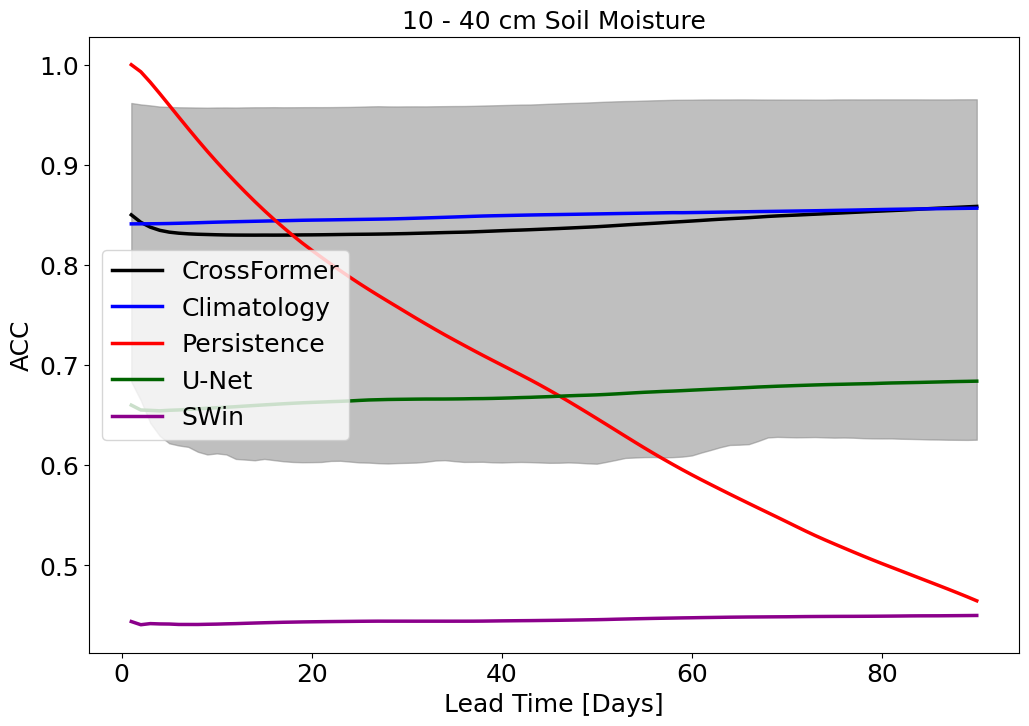 10 - 40 cm Soil Moisture
ACC
1.0
0.9
0.8
0.7
0.6
0.5
CrossFormer
Climatology
Persistence
U-Net
SWin
0 20 40 60 80
Lead Time [Days]